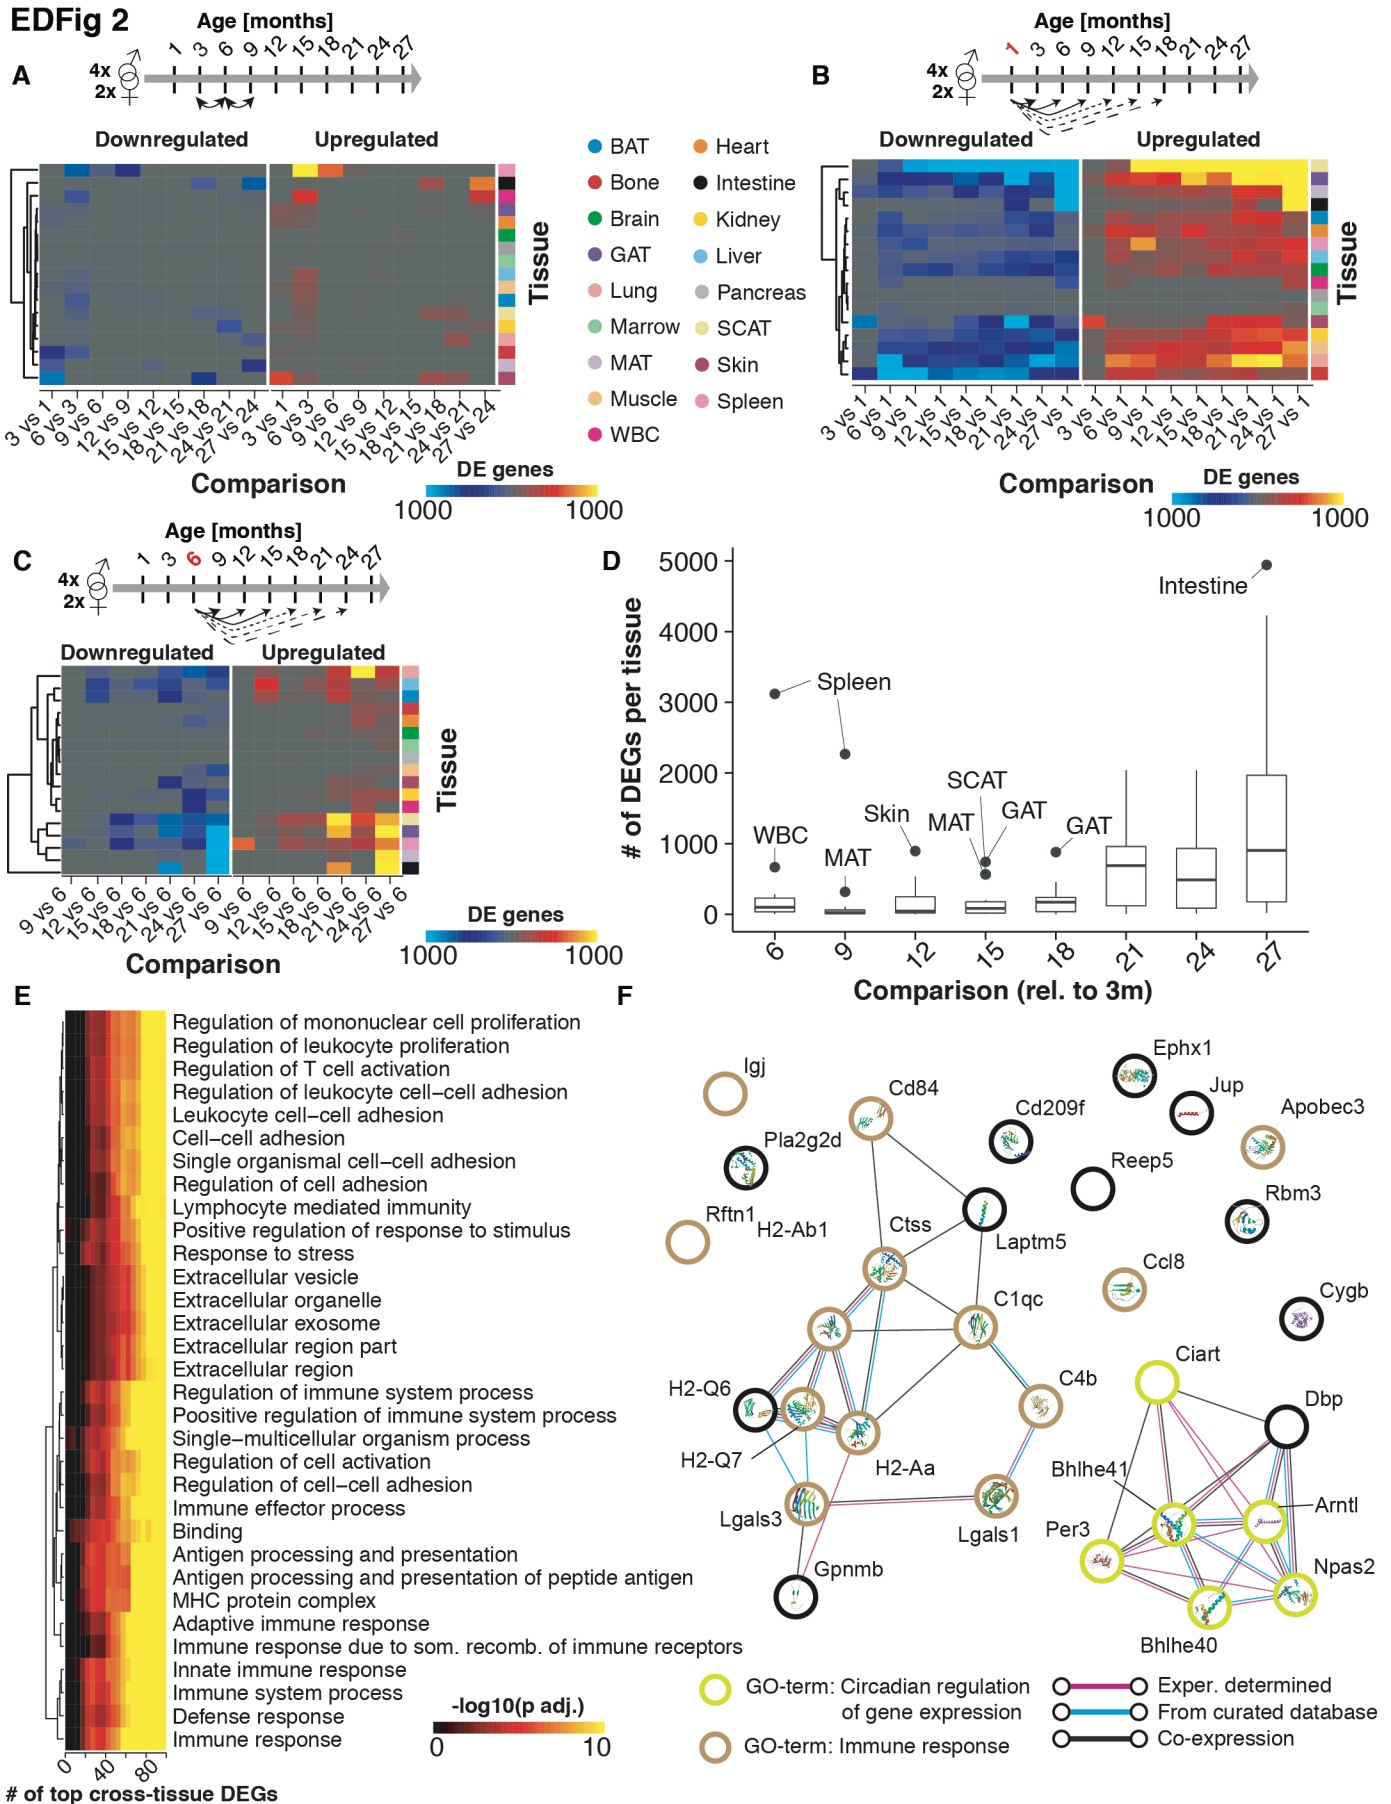 EDFig 2
A
Age [months]
1 3 6 9 12 15 18 21 24 27
4x
2x
Downregulated Upregulated
Tissue
3 vs 1 6 vs 3 9 vs 6 12 vs 9 15 vs 12 18 vs 15 21 vs 18 24 vs 21 27 vs 24
3 vs 1 6 vs 3 9 vs 6 12 vs 9 15 vs 12 18 vs 15 21 vs 18 24 vs 21 27 vs 24
Comparison
DE genes
1000 1000
BAT
Bone
Brain
GAT
Lung
Marrow
MAT
Muscle
WBC
Heart
Intestine
Kidney
Liver
Pancreas
SCAT
Skin
Spleen
B
Age [months]
1 3 6 9 12 15 18 21 24 27
4x
2x
Downregulated Upregulated
Tissue
3 vs 1 6 vs 1 9 vs 1 12 vs 1 15 vs 1 18 vs 1 21 vs 1 24 vs 1 27 vs 1
3 vs 1 6 vs 1 9 vs 1 12 vs 1 15 vs 1 18 vs 1 21 vs 1 24 vs 1 27 vs 1
Comparison
DE genes
1000 1000
C
Age [months]
1 3 6 9 12 15 18 21 24 27
4x
2x
Downregulated Upregulated
Tissue
9 vs 6 12 vs 6 15 vs 6 18 vs 6 21 vs 6 24 vs 6 27 vs 6
9 vs 6 12 vs 6 15 vs 6 18 vs 6 21 vs 6 24 vs 6 27 vs 6
Comparison
DE genes
1000 1000
D
# of DEGs per tissue
5000
4000
3000
2000
1000
0
Intestine
Spleen
SCAT
Skin
MAT
GAT
WBC
MAT
GAT
6 9 12 15 18 21 24 27
Comparison (rel. to 3m)
E
Regulation of mononuclear cell proliferation
Regulation of leukocyte proliferation
Regulation of T cell activation
Regulation of leukocyte cell−cell adhesion
Leukocyte cell−cell adhesion
Cell−cell adhesion
Single organismal cell−cell adhesion
Regulation of cell adhesion
Lymphocyte mediated immunity
Positive regulation of response to stimulus
Response to stress
Extracellular vesicle
Extracellular organelle
Extracellular exosome
Extracellular region part
Extracellular region
Regulation of immune system process
Poositive regulation of immune system process
Single−multicellular organism process
Regulation of cell activation
Regulation of cell−cell adhesion
Immune effector process
Binding
Antigen processing and presentation
Antigen processing and presentation of peptide antigen
MHC protein complex
Adaptive immune response
Immune response due to som. recomb. of immune receptors
Innate immune response
Immune system process
Defense response
Immune response
0 40 80
# of top cross-tissue DEGs
-log10(p adj.)
0 10
F
Igj
Cd84
Ephx1
Jup
Cd209f
Apobec3
Pla2g2d
Reep5
Rbm3
Rftn1
H2-Ab1
Ctss
Laptm5
Ccl8
C1qc
Cygb
Ciart
H2-Q6
C4b
Dbp
H2-Q7
H2-Aa
Bhlhe41
Arntl
Lgals3
Lgals1
Per3
Gpnmb
Npas2
Bhlhe40
GO-term: Circadian regulation
of gene expression
GO-term: Immune response
Exper. determined
From curated database
Co-expression